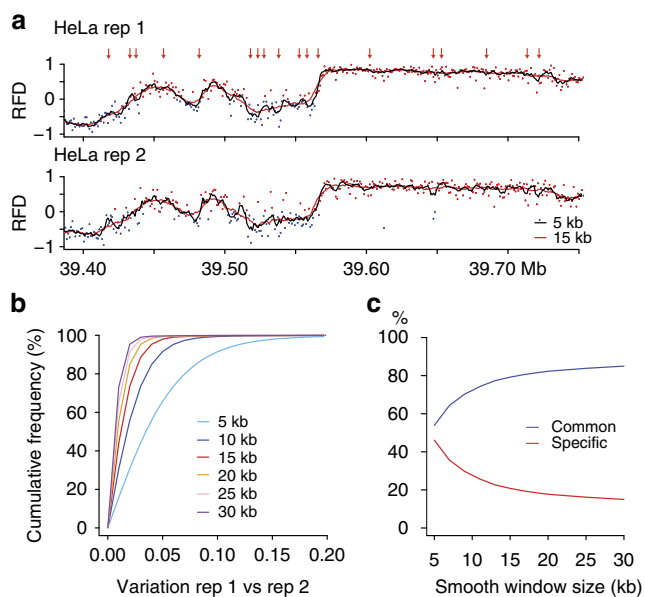 a
HeLa rep 1
1
0
−1
RFD
HeLa rep 2
1
0
−1
RFD
5 kb
15 kb
39.40 39.50 39.60 39.70 Mb
b
Cumulative frequency (%)
100
80
60
40
20
0
5 kb
10 kb
15 kb
20 kb
25 kb
30 kb
0.00 0.05 0.10 0.15 0.20
Variation rep 1 vs rep 2
c
%
100
80
60
40
20
0
Common
Specific
5 10 15 20 25 30
Smooth window size (kb)